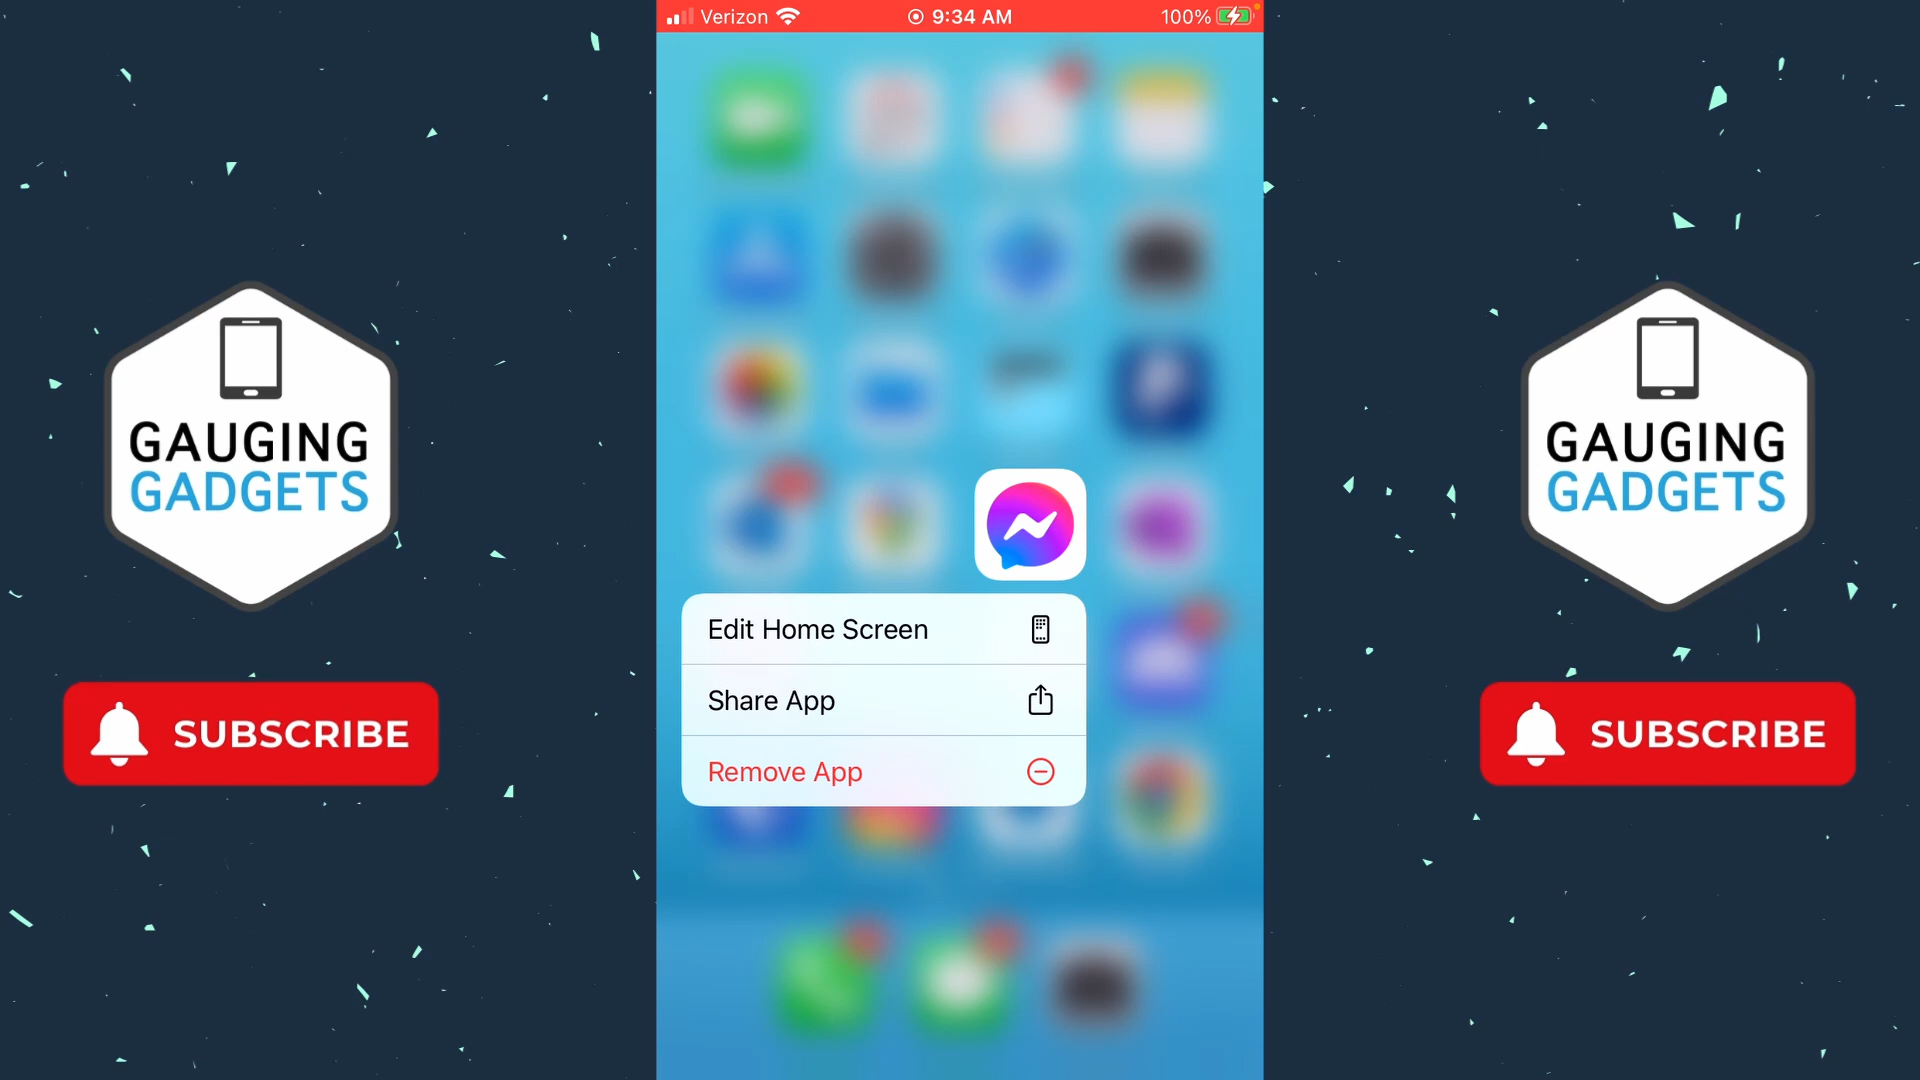 Verizon 9:34 AM 100%
GAUGING
GADGETS
SUBSCRIBE
Edit Home Screen
Share App
Remove App
GAUGING
GADGETS
SUBSCRIBE